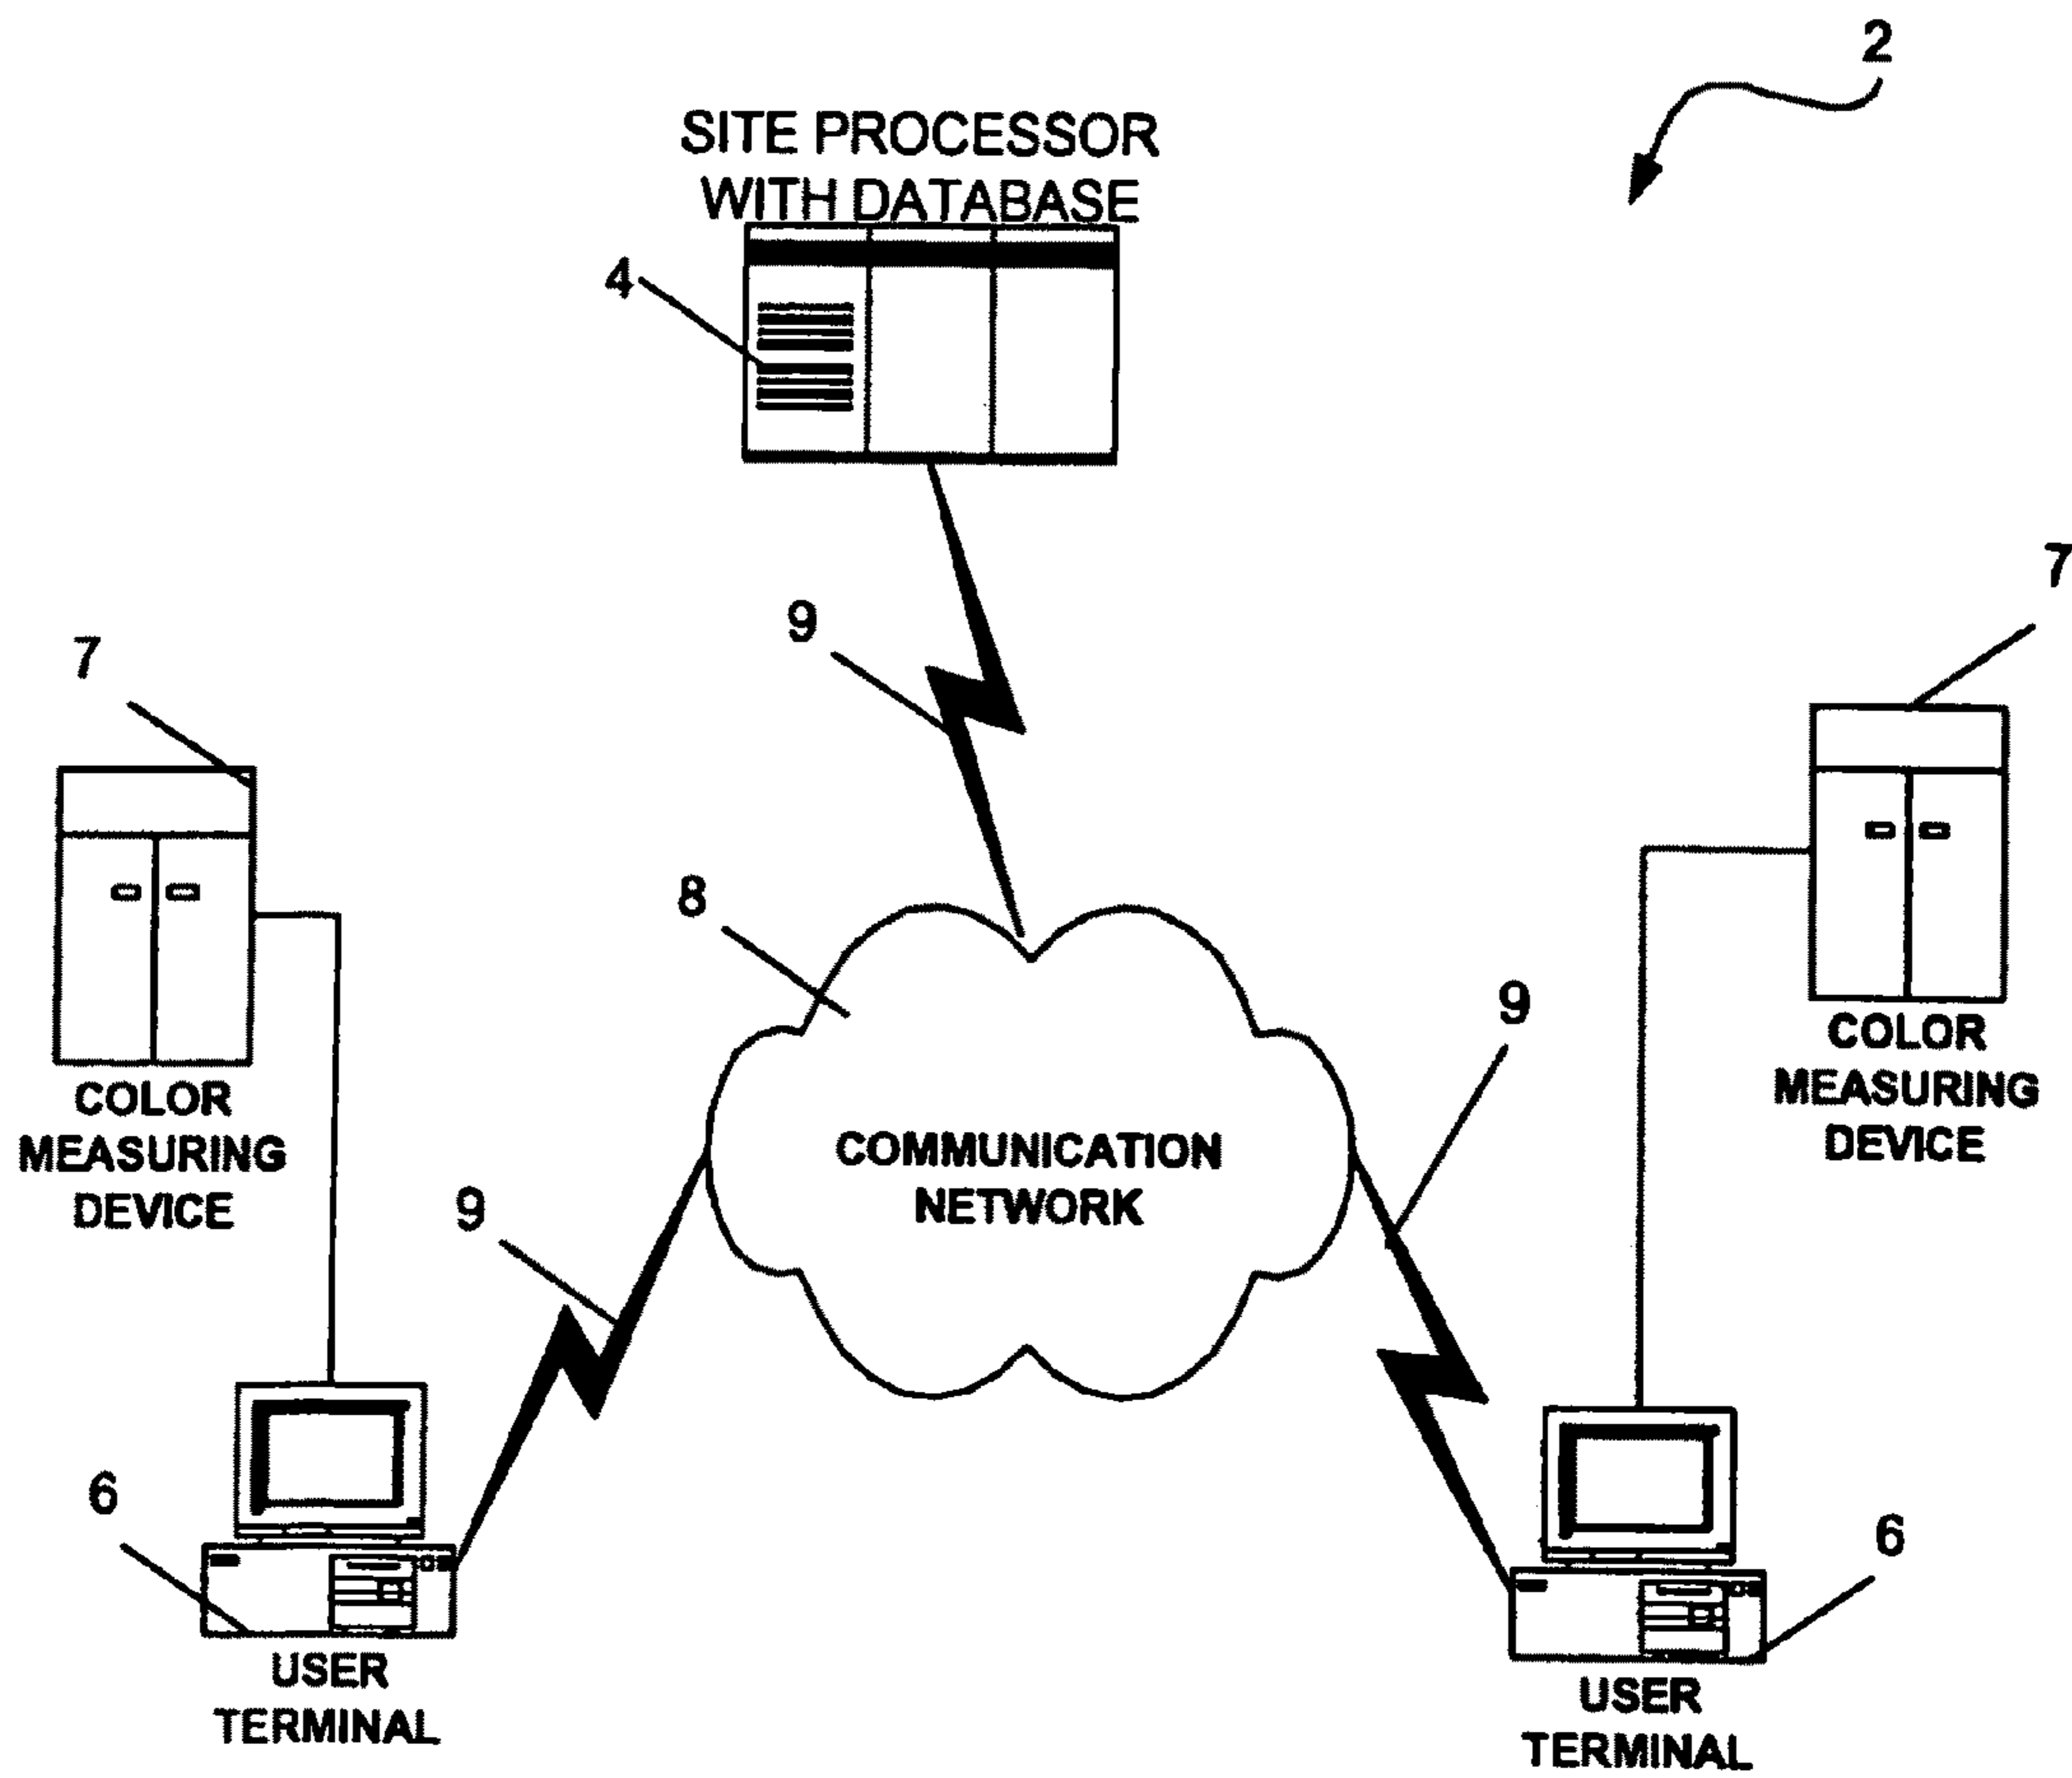 2
SITE PROCESSOR
WITH DATABASE
4
9
7
7
8
9
COLOR
MEASURING
DEVICE
COLOR
MEASURING
DEVICE
COMMUNICATION
NETWORK
9
6
6
USER
TERMINAL
USER
TERMINAL